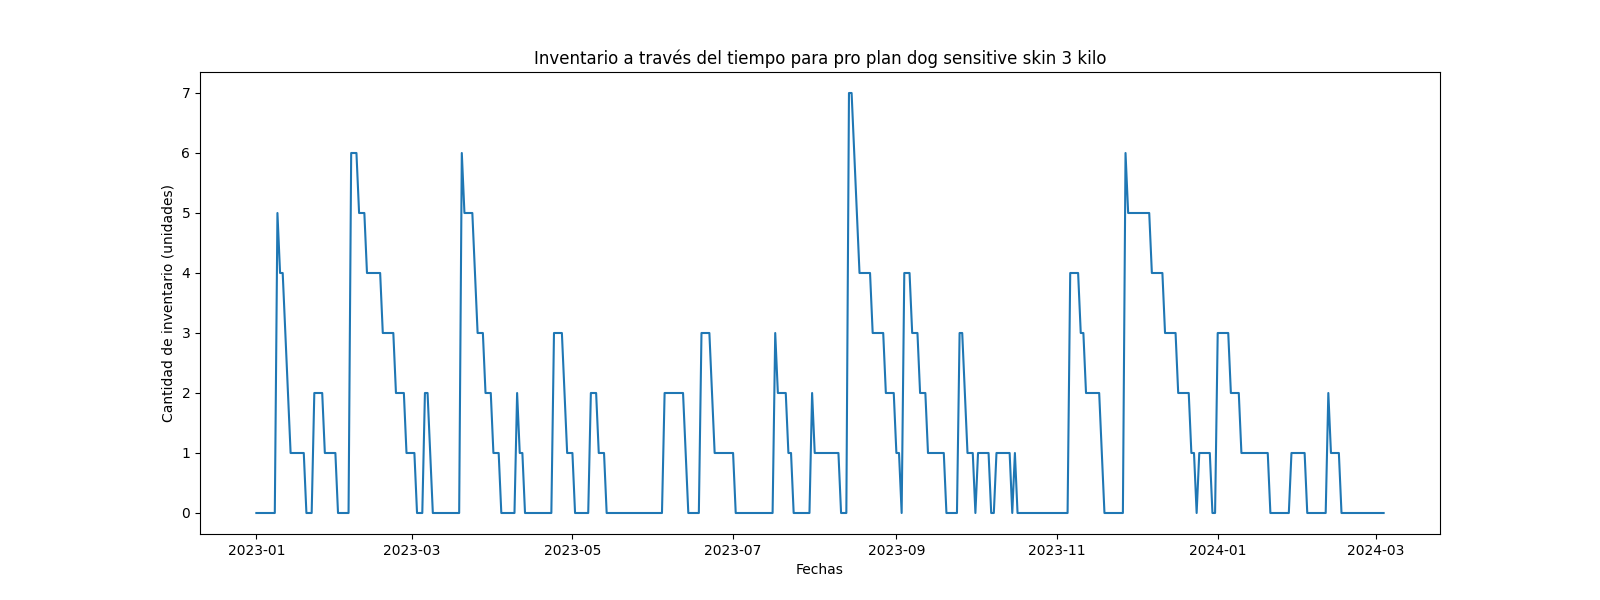 Inventario a través del tiempo para pro plan dog sensitive skin 3 kilo
Cantidad de inventario (unidades)
7
6
5
4
3
2
1
0
2023-01 2023-03 2023-05 2023-07 2023-09 2023-11 2024-01 2024-03
Fechas